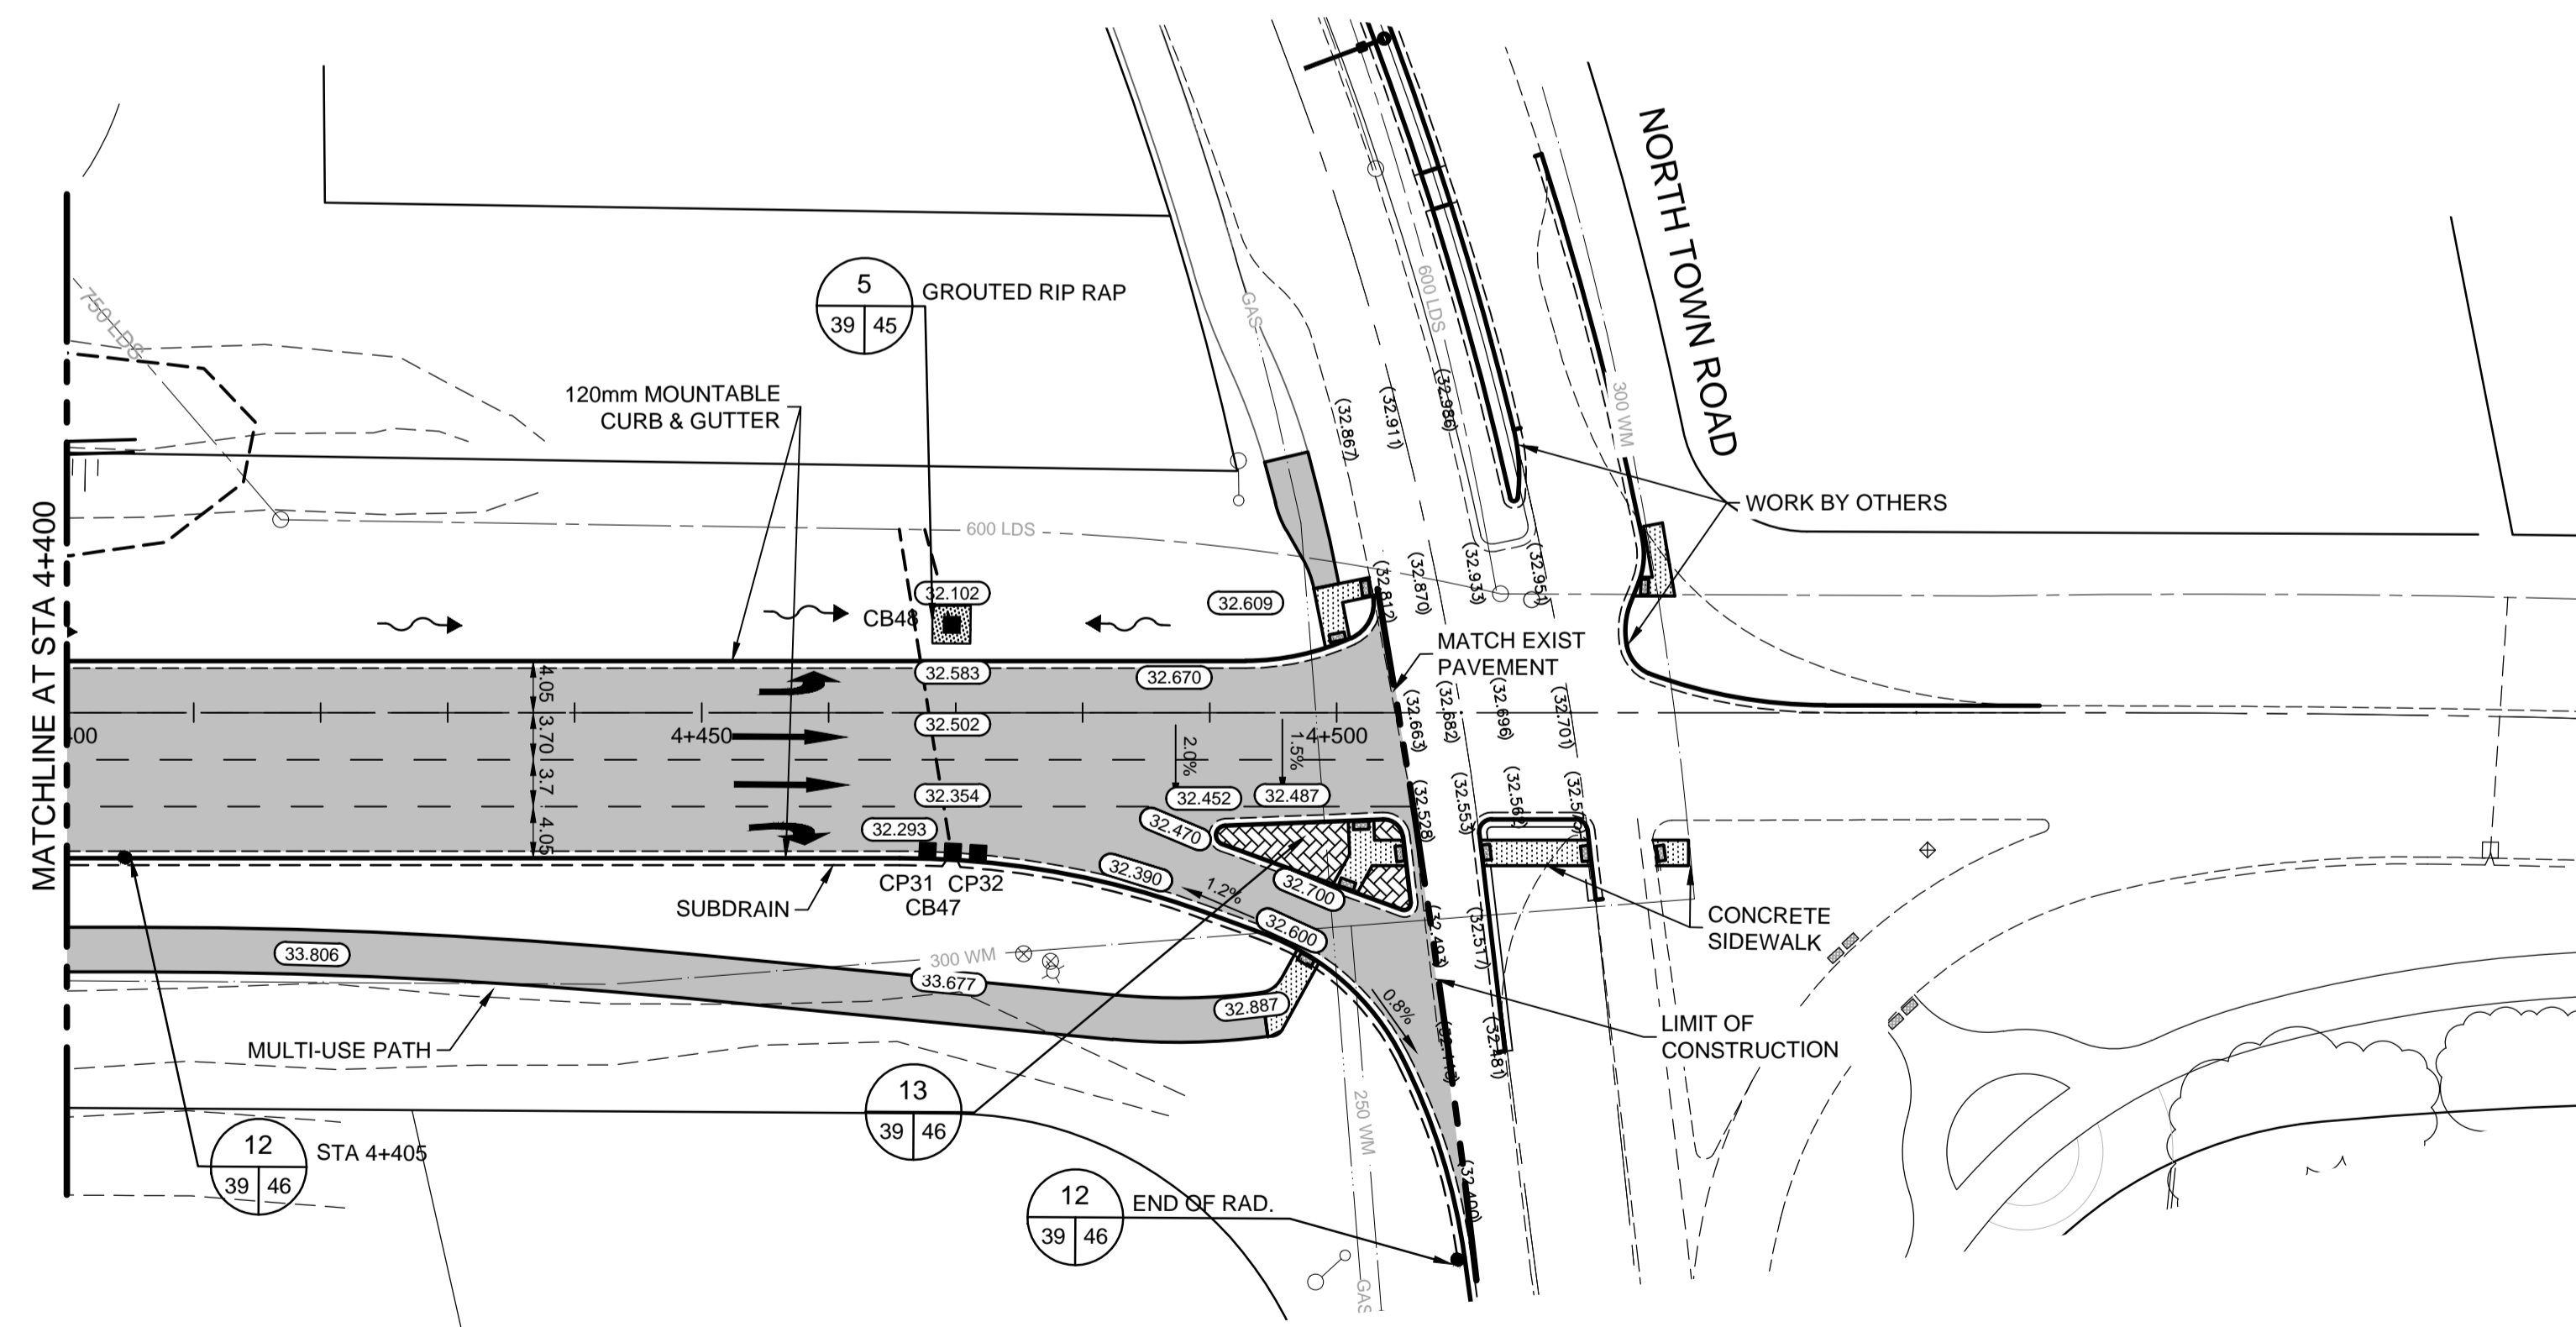 NORTH TOWN ROAD
GAS
600 LDS
300 WM
750 LDS
5
39 45
GROUTED RIP RAP
120mm MOUNTABLE
CURB & GUTTER
(32.867)
(32.911)
(32.986)
WORK BY OTHERS
600 LDS
MATCHLINE AT STA 4+400
32.102
32.609
CB48
(32.812)
(32.870)
(32.933)
(32.951)
MATCH EXIST
PAVEMENT
32.583
32.670
4.05
3.70
3.7
4.05
32.502
4+450
4+500
2.0%
1.5%
(32.663)
(32.682)
(32.696)
(32.701)
32.354
32.452
32.487
32.293
32.470
(32.528)
(32.553)
32.390
1.2%
32.700
32.600
CP31 CP32
CB47
SUBDRAIN
CONCRETE
SIDEWALK
(32.517)
33.806
300 WM
33.677
32.887
0.8%
MULTI-USE PATH
LIMIT OF
CONSTRUCTION
(32.481)
13
39 46
12
39 46
STA 4+405
250 WM
12
39 46
END OF RAD.
GAS